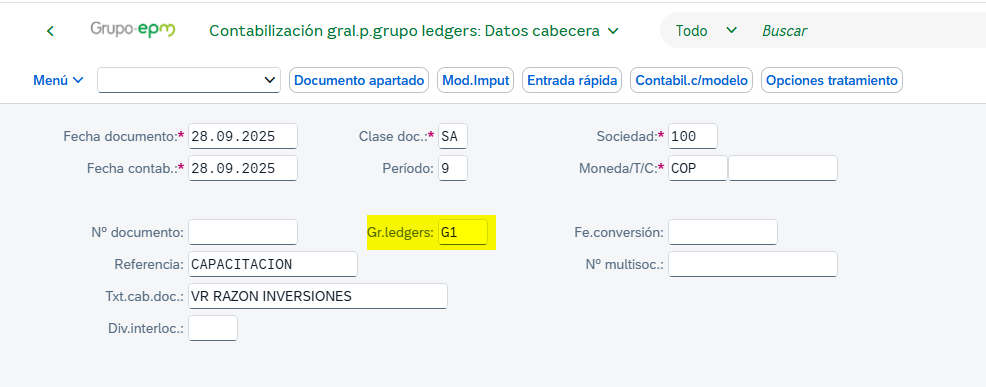 Grupo·epm Contabilización gral.p.grupo ledgers: Datos cabecera Todo Buscar
Menú Documento apartado Mod.Imput Entrada rápida Contabil.c/modelo Opciones tratamiento
Fecha documento:* 28.09.2025 Clase doc.:* SA Sociedad:* 100
Fecha contab.:* 28.09.2025 Período: 9 Moneda/T/C:* COP
Nº documento: Gr.ledgers: G1 Fe.conversión:
Referencia: CAPACITACION Nº multisoc.:
Txt.cab.doc.: VR RAZON INVERSIONES
Div.interloc.: